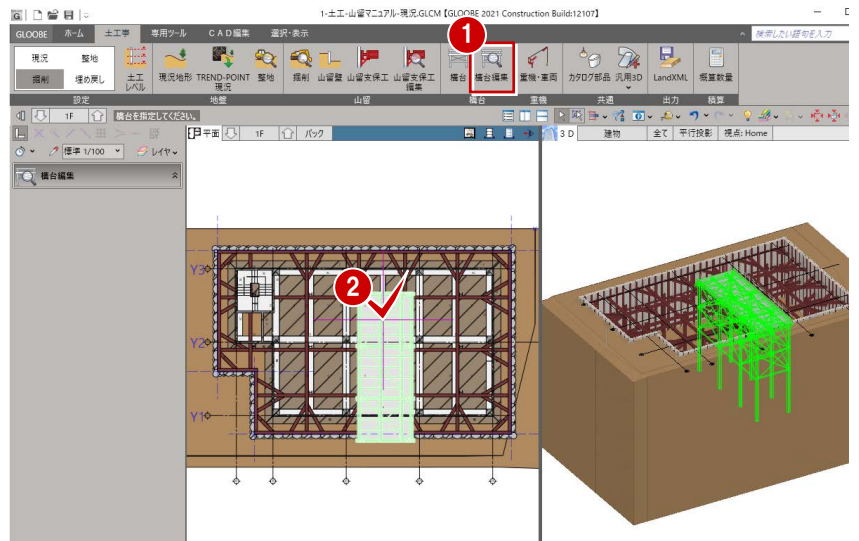 1-土工-山留マニュアル-現況.GLCM【GLOOBE 2021 Construction Build:12107】
GLOOBE ホーム 土工事 専用ツール CAD編集 選択・表示 検索したい語句を入力
1
現況 整地
掘削 埋め戻し
土工レベル 現況地形 TREND-POINT現況 整地 掘削 山留壁 山留支保工 山留支保工編集 構台 構台編集 重機・車両 カタログ部品 汎用3D LandXML 概算数量
設定 地盤 山留 構台 重機 共通 出力 積算
1F 構台を指定してください。
平面 1F パック 3D 建物 全て 平行投影 視点: Home
標準 1/100 レイヤ
構台編集
2
Y3
Y2
Y1